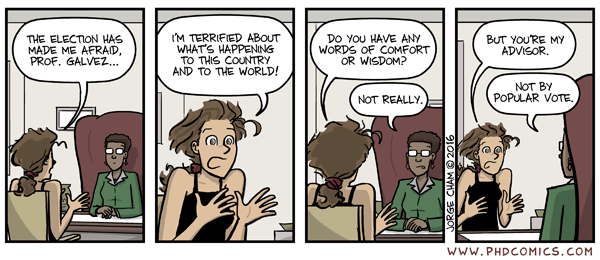 THE ELECTION HAS
MADE ME AFRAID,
PROF. GALVEZ...
I'M TERRIFIED ABOUT
WHAT'S HAPPENING
TO THIS COUNTRY
AND TO THE WORLD!
DO YOU HAVE ANY
WORDS OF COMFORT
OR WISDOM?
NOT REALLY.
JORGE CHAM © 2016
BUT YOU'RE MY
ADVISOR.
NOT BY
POPULAR VOTE.
WWW.PHDCOMICS.COM